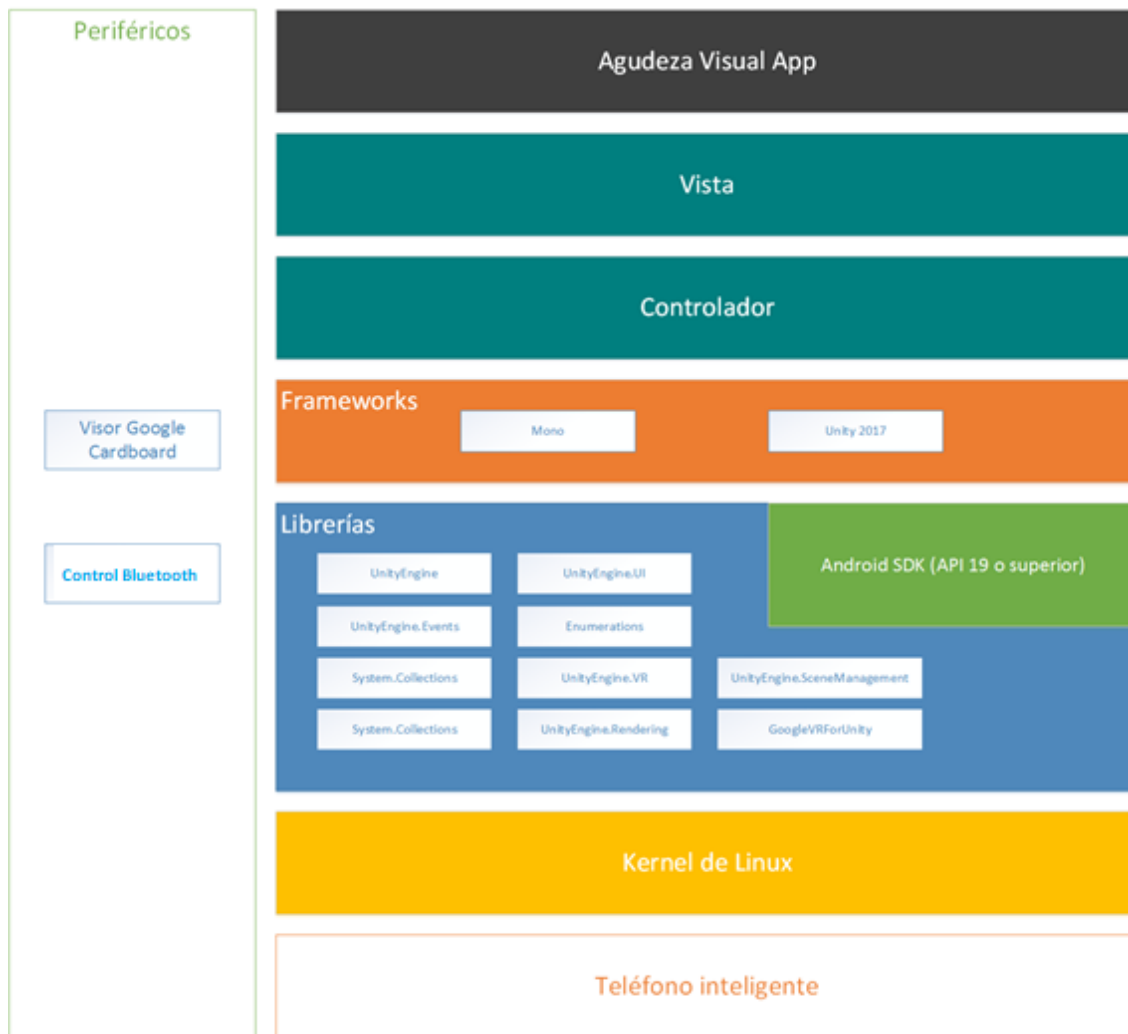 Periféricos
Agudeza Visual App
Vista
Controlador
Visor Google
Cardboard
Control Bluetooth
Frameworks
Mono
Unity 2017
Librerías
Android SDK (API 19 o superior)
UnityEngine
UnityEngine.UI
UnityEngine.Events
Enumerations
System.Collections
UnityEngine.VR
UnityEngine.SceneManagement
System.Collections
UnityEngine.Rendering
GoogleVRForUnity
Kernel de Linux
Teléfono inteligente